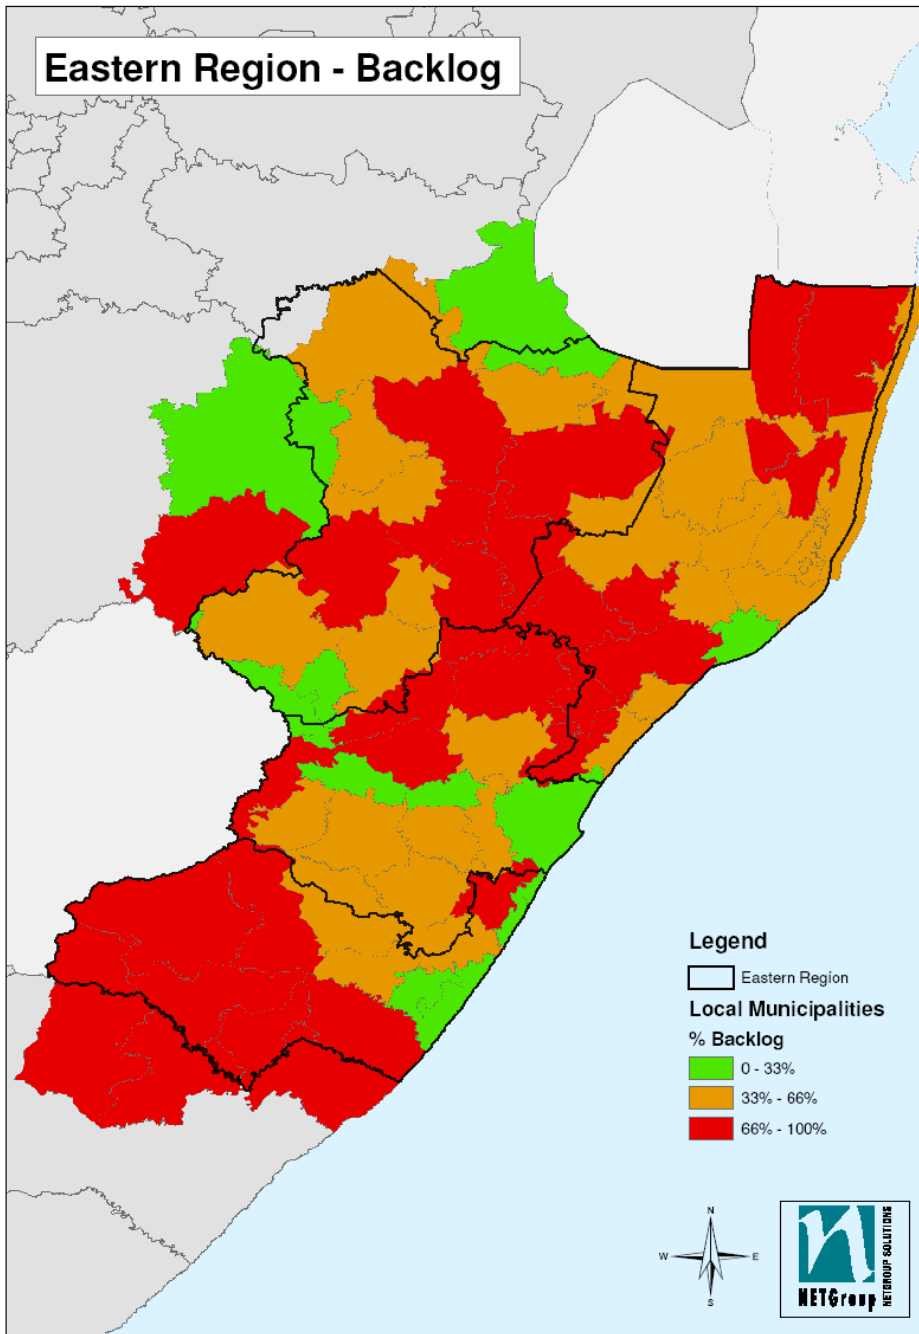 Eastern Region - Backlog
Legend
Eastern Region
Local Municipalities
% Backlog
0 - 33%
33% - 66%
66% - 100%
N
W
E
S
NETGroup
NETGROUP SOLUTIONS